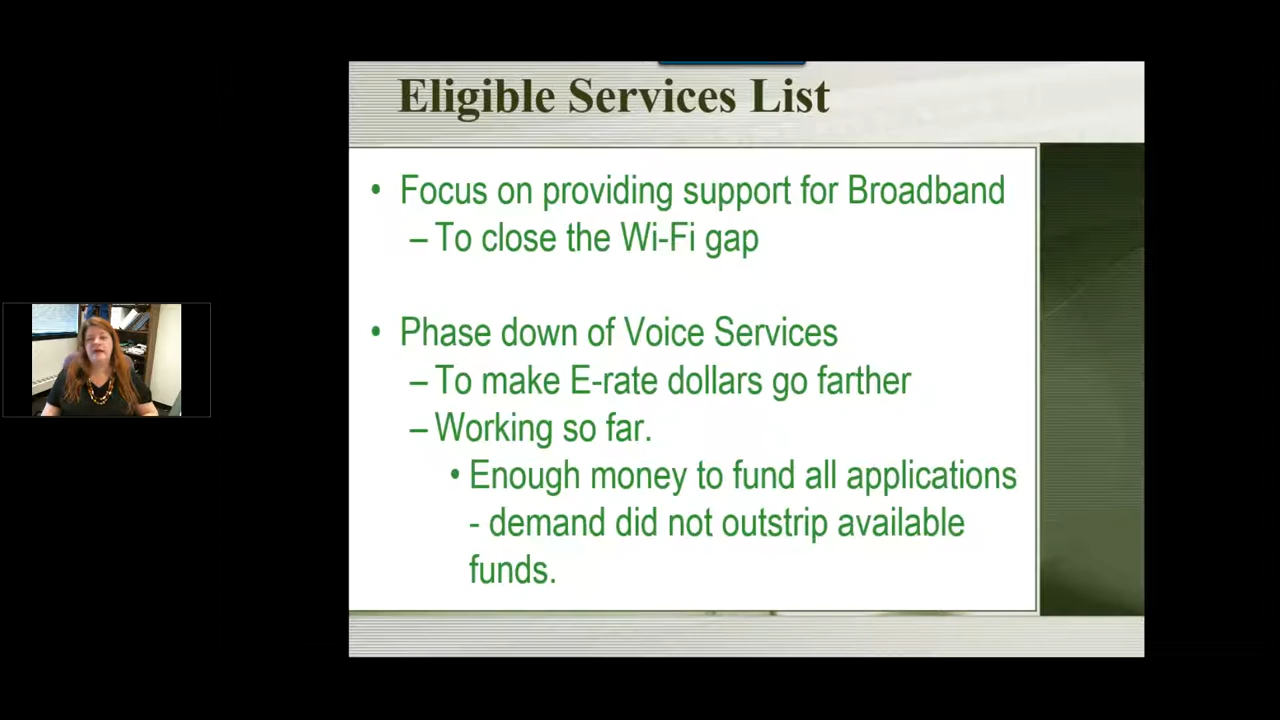 Eligible Services List
• Focus on providing support for Broadband
– To close the Wi-Fi gap
• Phase down of Voice Services
– To make E-rate dollars go farther
– Working so far.
• Enough money to fund all applications
- demand did not outstrip available
funds.